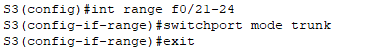 S3(config)#int range f0/21-24
S3(config-if-range)#switchport mode trunk
S3(config-if-range)#exit